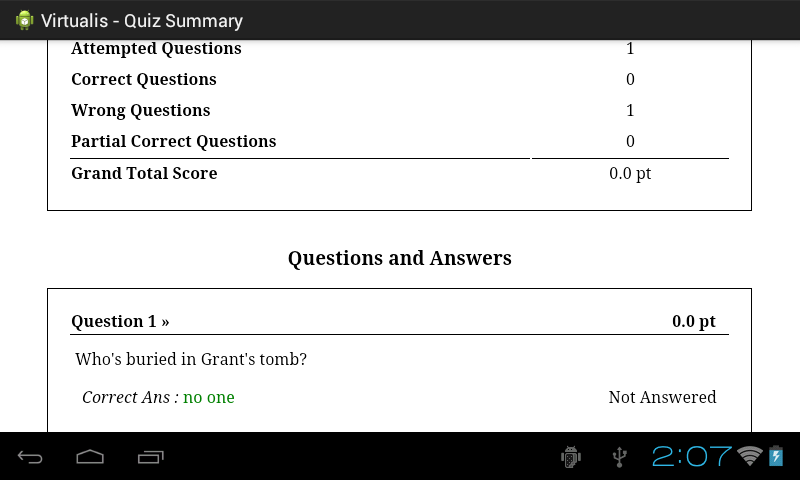 Virtualis - Quiz Summary
Attempted Questions 1
Correct Questions 0
Wrong Questions 1
Partial Correct Questions 0
Grand Total Score 0.0 pt
Questions and Answers
Question 1 » 0.0 pt
Who's buried in Grant's tomb?
Correct Ans : no one Not Answered
2:07